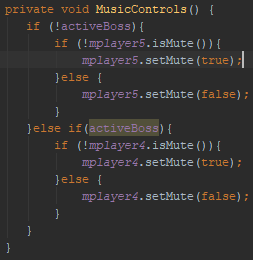 private void MusicControls() {
    if (!activeBoss){
        if (!mplayer5.isMute()){
            mplayer5.setMute(true);
        }else {
            mplayer5.setMute(false);
        }
    }else if(activeBoss){
        if (!mplayer4.isMute()){
            mplayer4.setMute(true);
        }else {
            mplayer4.setMute(false);
        }
    }
}